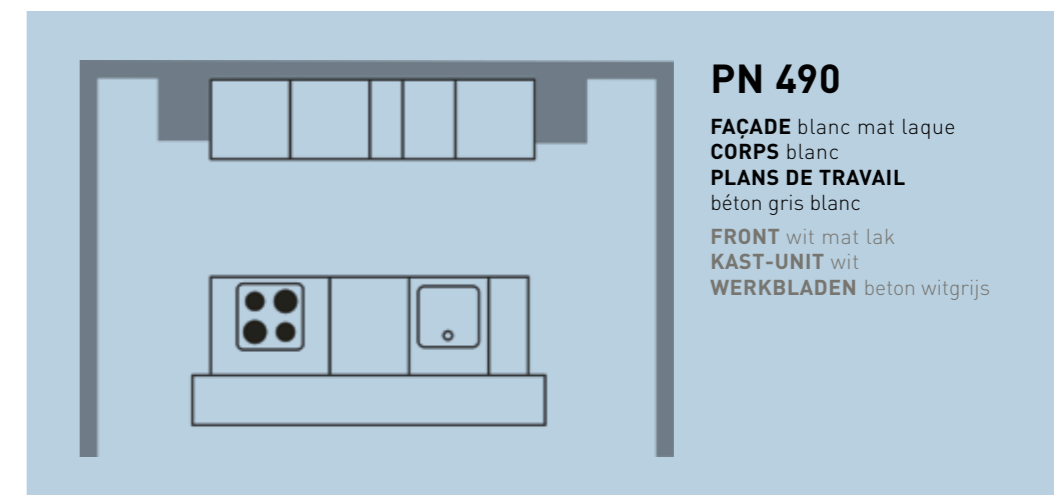 PN 490
FAÇADE blanc mat laque
CORPS blanc
PLANS DE TRAVAIL
béton gris blanc
FRONT wit mat lak
KAST-UNIT wit
WERKBLADEN beton witgrijs